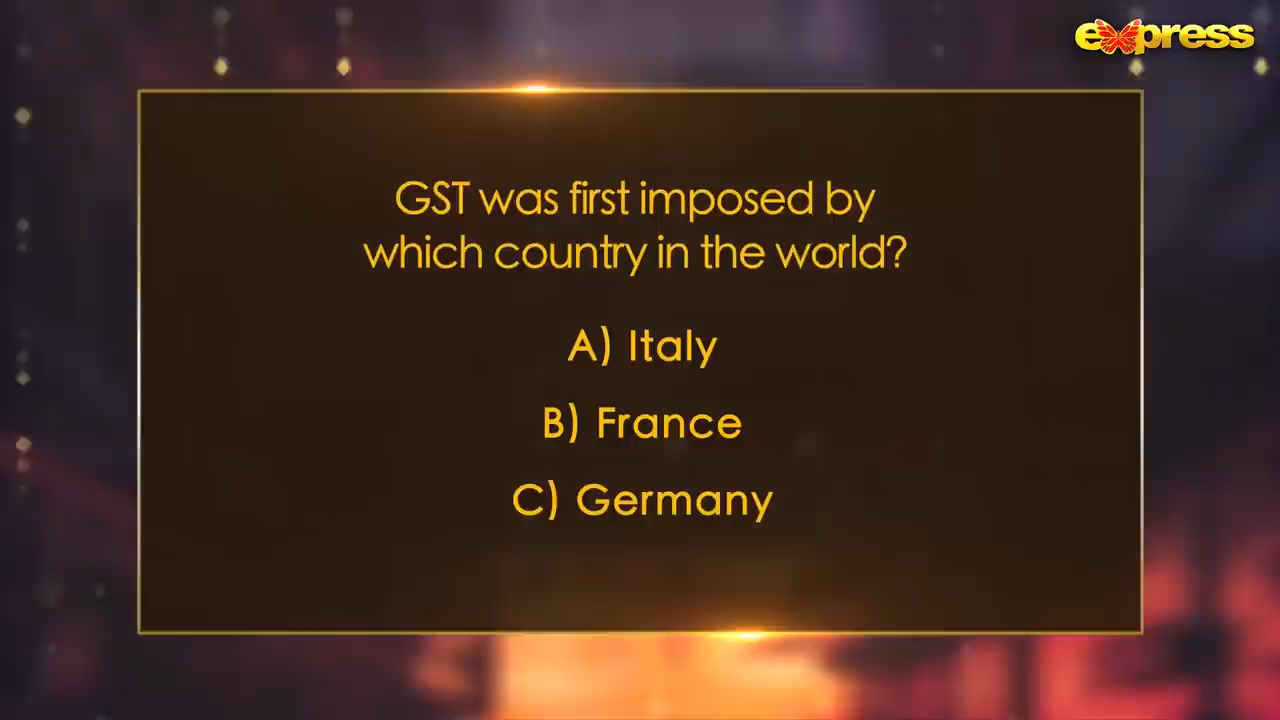 express
GST was first imposed by
which country in the world?
A) Italy
B) France
C) Germany